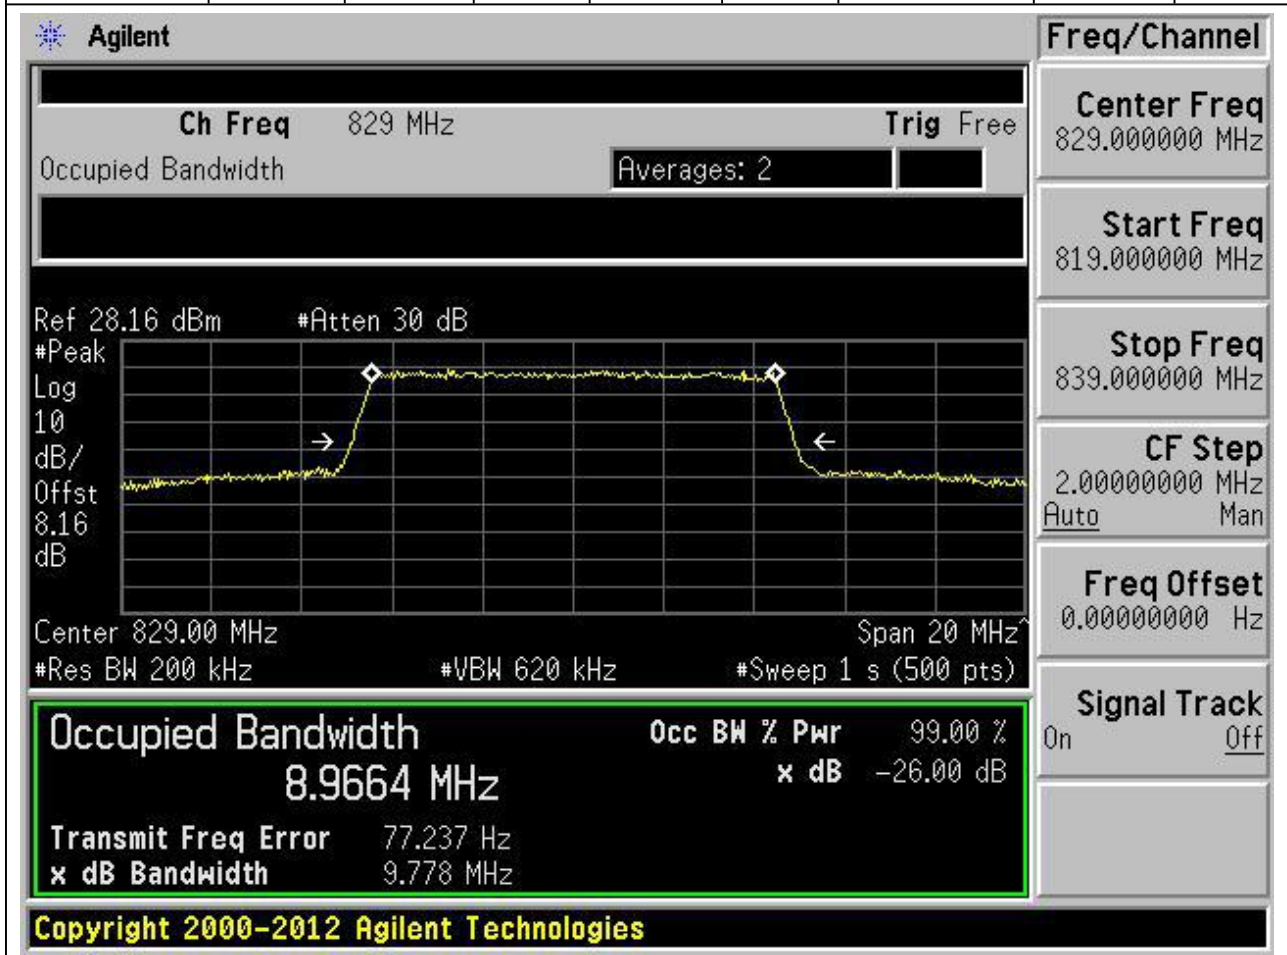 Agilent
Freq/Channel
Ch Freq 829 MHz Trig Free
Occupied Bandwidth Averages: 2
Center Freq
829.000000 MHz
Start Freq
819.000000 MHz
Stop Freq
839.000000 MHz
CF Step
2.00000000 MHz
Auto Man
Freq Offset
0.00000000 Hz
Signal Track
On Off
Ref 28.16 dBm #Atten 30 dB
#Peak
Log
10
dB/
Offst
8.16
dB
Center 829.00 MHz Span 20 MHz^
#Res BW 200 kHz #VBW 620 kHz #Sweep 1 s (500 pts)
Occupied Bandwidth Occ BW % Pwr 99.00 %
8.9664 MHz x dB -26.00 dB
Transmit Freq Error 77.237 Hz
x dB Bandwidth 9.778 MHz
Copyright 2000-2012 Agilent Technologies